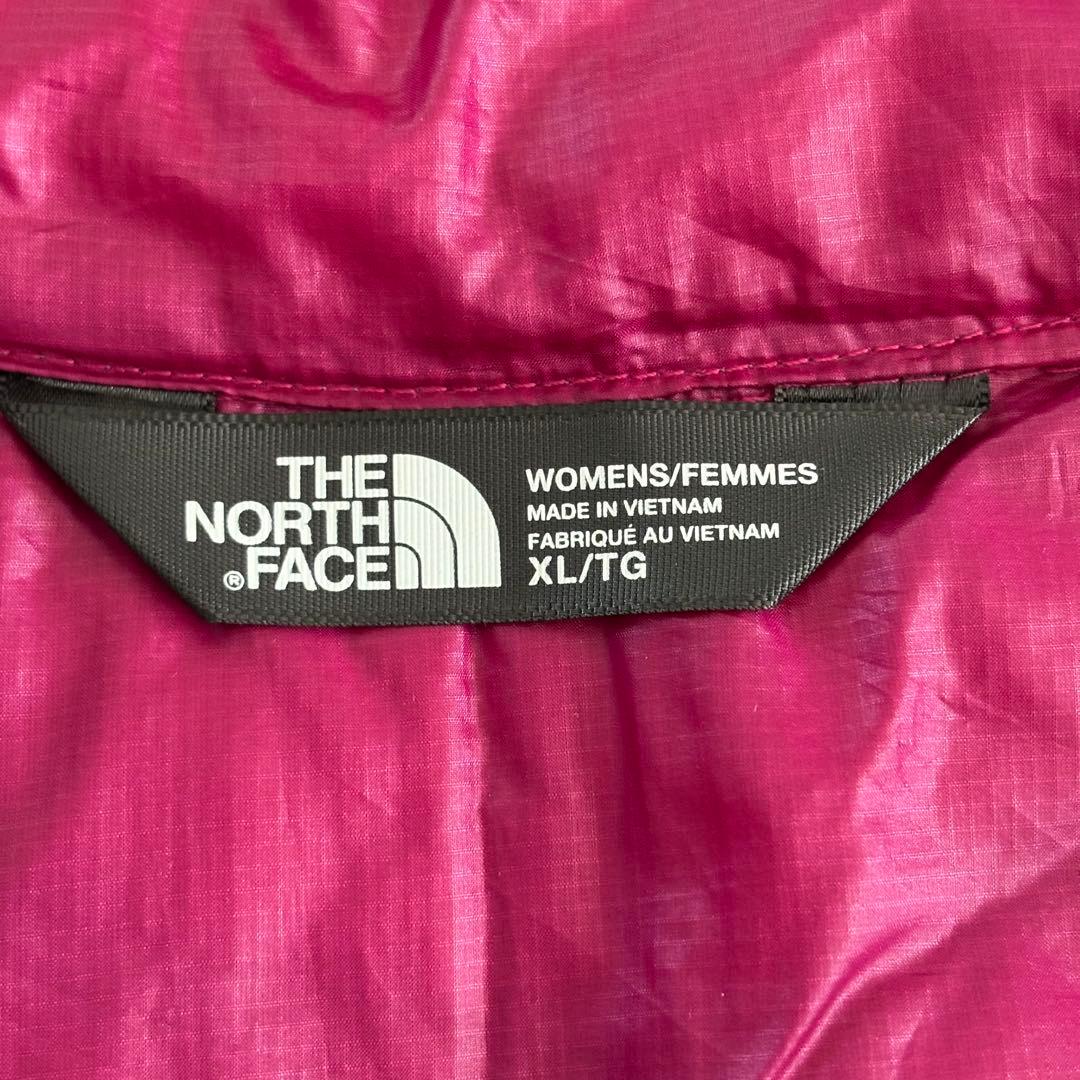 THE
NORTH
®FACE
WOMENS/FEMMES
MADE IN VIETNAM
FABRIQUÉ AU VIETNAM
XL/TG